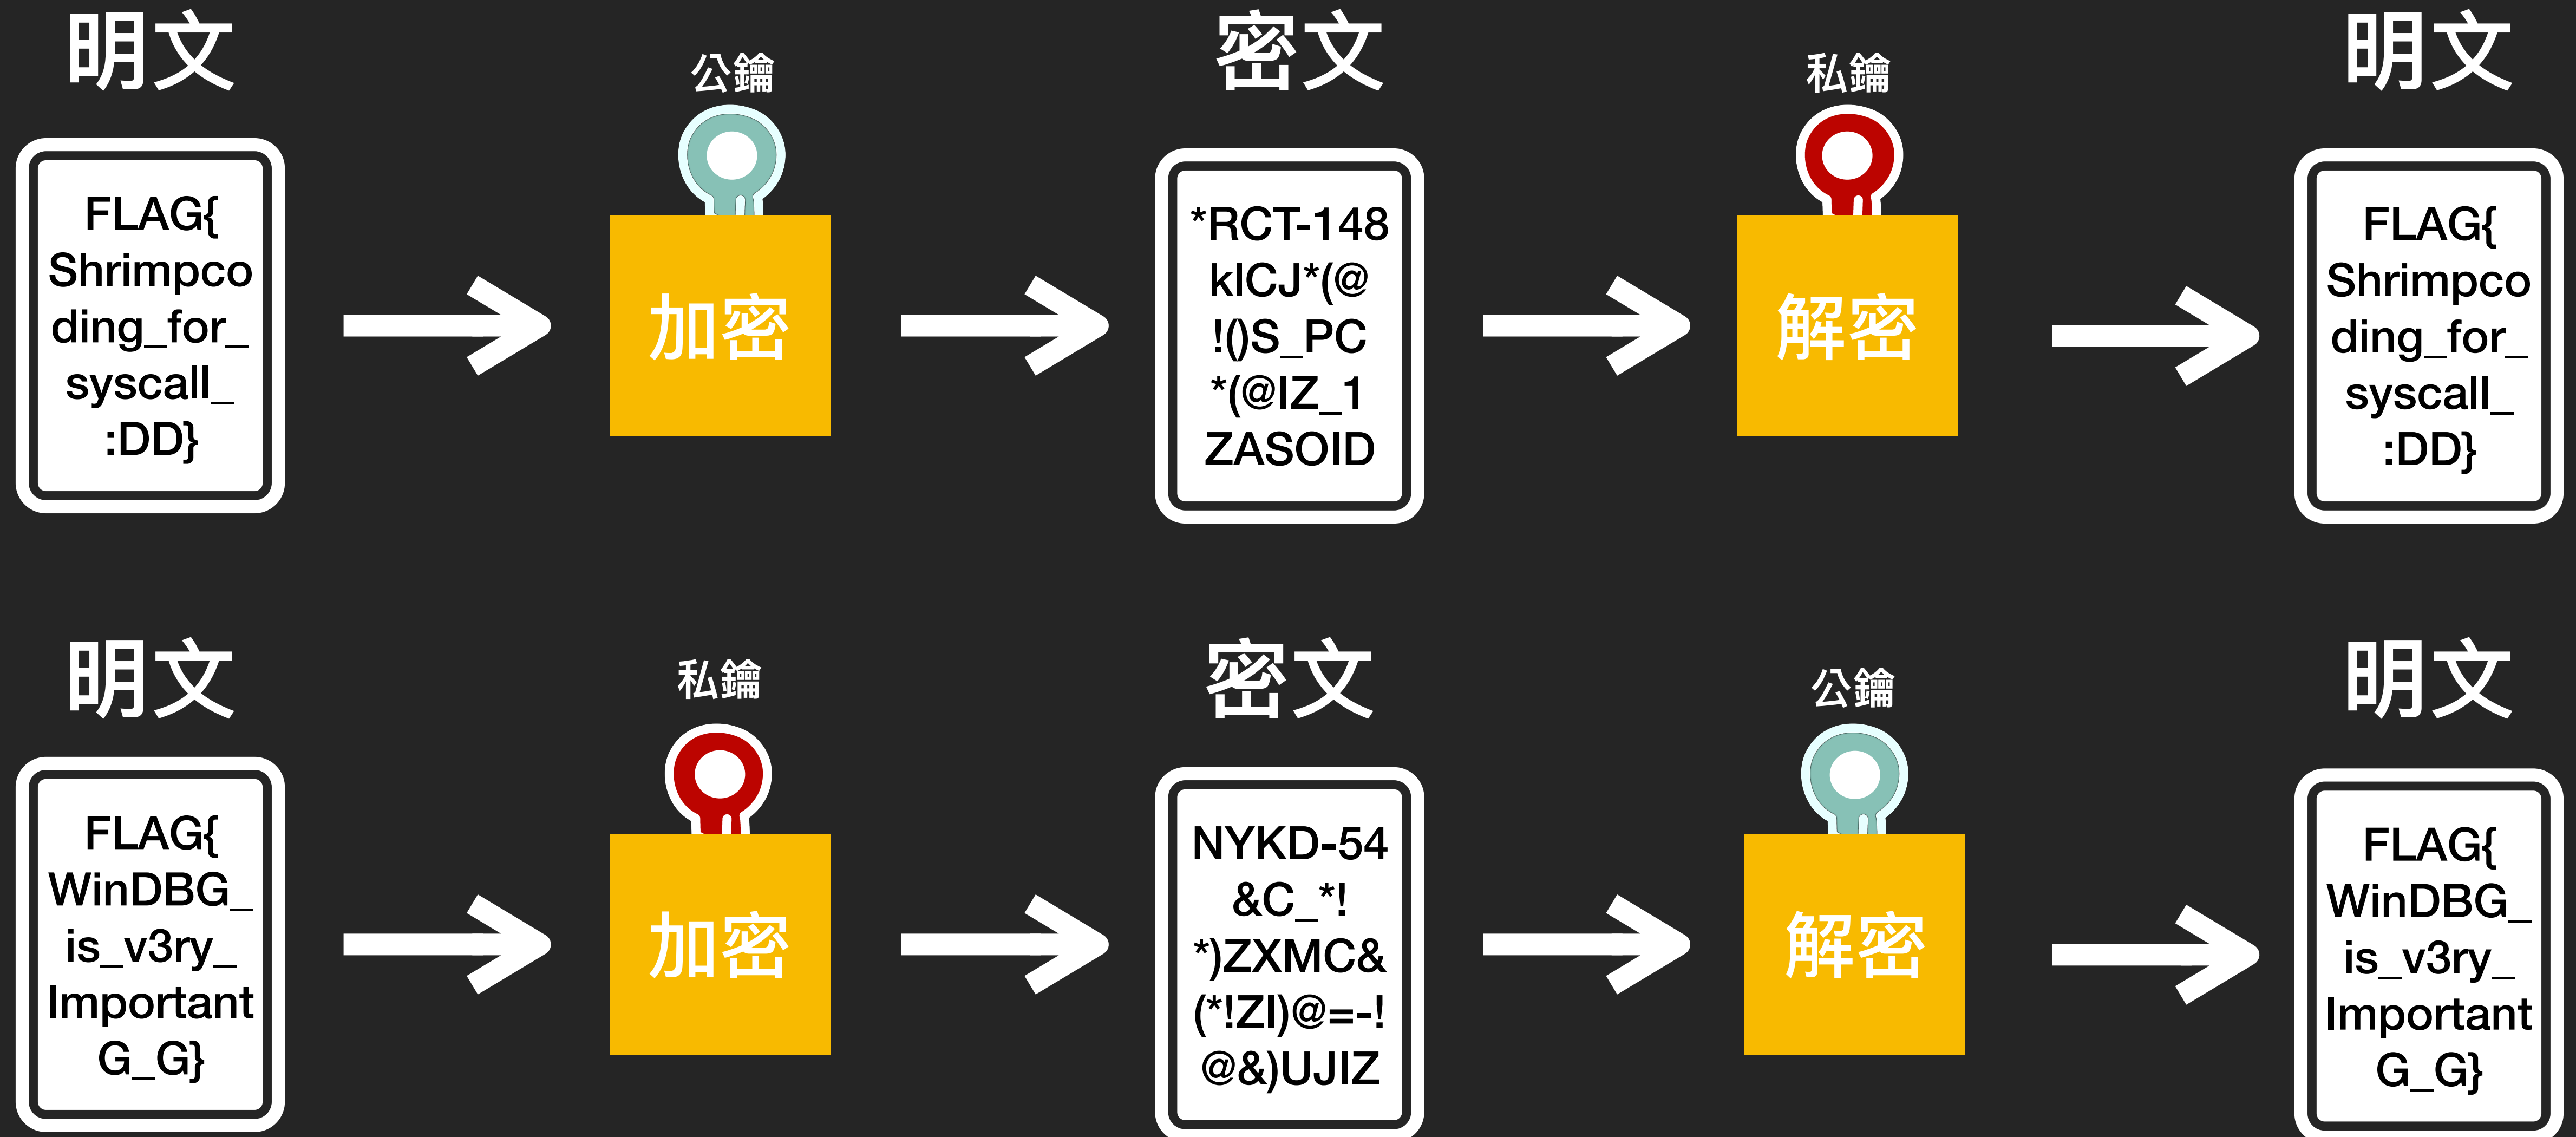 明文
公鑰
密文
私鑰
明文
FLAG{
Shrimpco
ding_for_
syscall_
:DD}
加密
*RCT-148
kICJ*(@
!()S_PC
*(@IZ_1
ZASOID
解密
FLAG{
Shrimpco
ding_for_
syscall_
:DD}
明文
私鑰
密文
公鑰
明文
FLAG{
WinDBG_
is_v3ry_
Important
G_G}
加密
NYKD-54
&C_*!
*)ZXMC&
(*!ZI)@=-!
@&)UJIZ
解密
FLAG{
WinDBG_
is_v3ry_
Important
G_G}